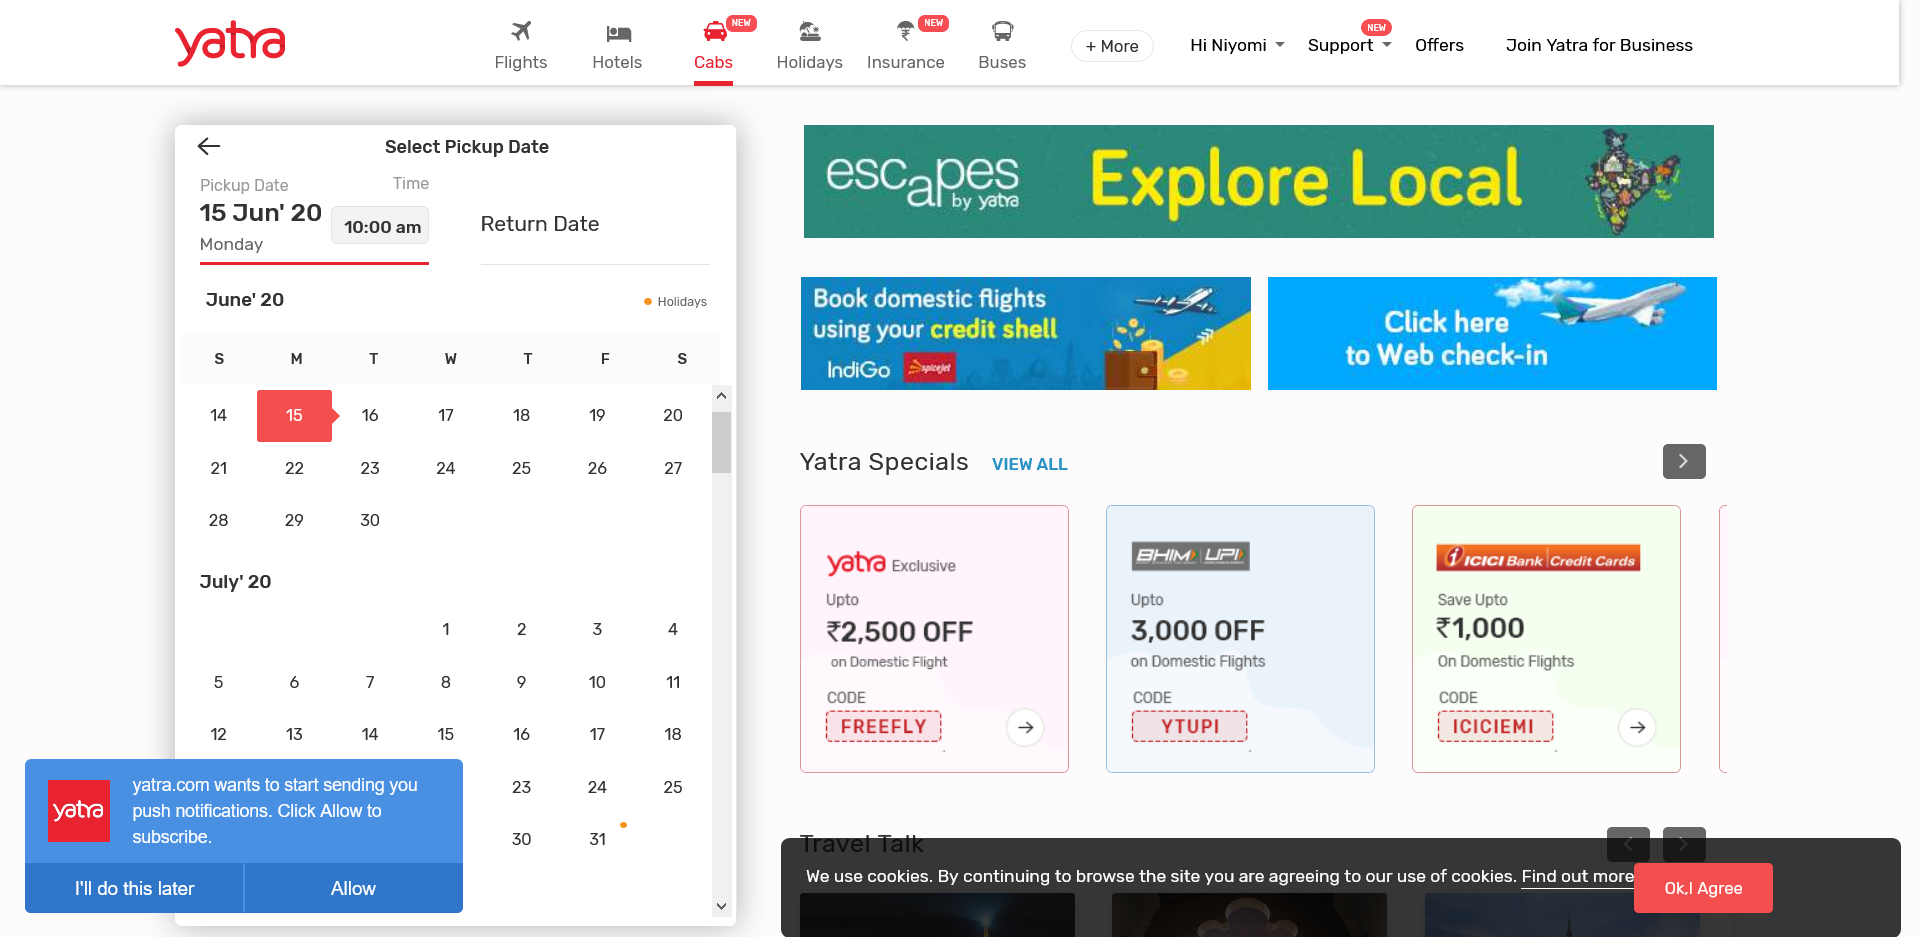 yatra
Flights
Hotels
NEW
Cabs
Holidays
NEW
Insurance
Buses
+ More
Hi Niyomi
NEW
Support
Offers
Join Yatra for Business
Select Pickup Date
Pickup Date
Time
15 Jun' 20
10:00 am
Monday
Return Date
June' 20
Holidays
S M T W T F S
14 15 16 17 18 19 20
21 22 23 24 25 26 27
28 29 30
July' 20
1 2 3 4
5 6 7 8 9 10 11
12 13 14 15 16 17 18
23 24 25
30 31
yatra
yatra.com wants to start sending you
push notifications. Click Allow to
subscribe.
I'll do this later
Allow
escapes
by yatra
Explore Local
Book domestic flights
using your credit shell
IndiGo
spicejet
Click here
to Web check-in
Yatra Specials
VIEW ALL
yatra Exclusive
Upto
₹2,500 OFF
on Domestic Flight
CODE
FREEFLY
BHIM UPI
Upto
3,000 OFF
on Domestic Flights
CODE
YTUPI
ICICI Bank Credit Cards
Save Upto
₹1,000
On Domestic Flights
CODE
ICICIEMI
Travel Talk
We use cookies. By continuing to browse the site you are agreeing to our use of cookies. Find out more
Ok,I Agree